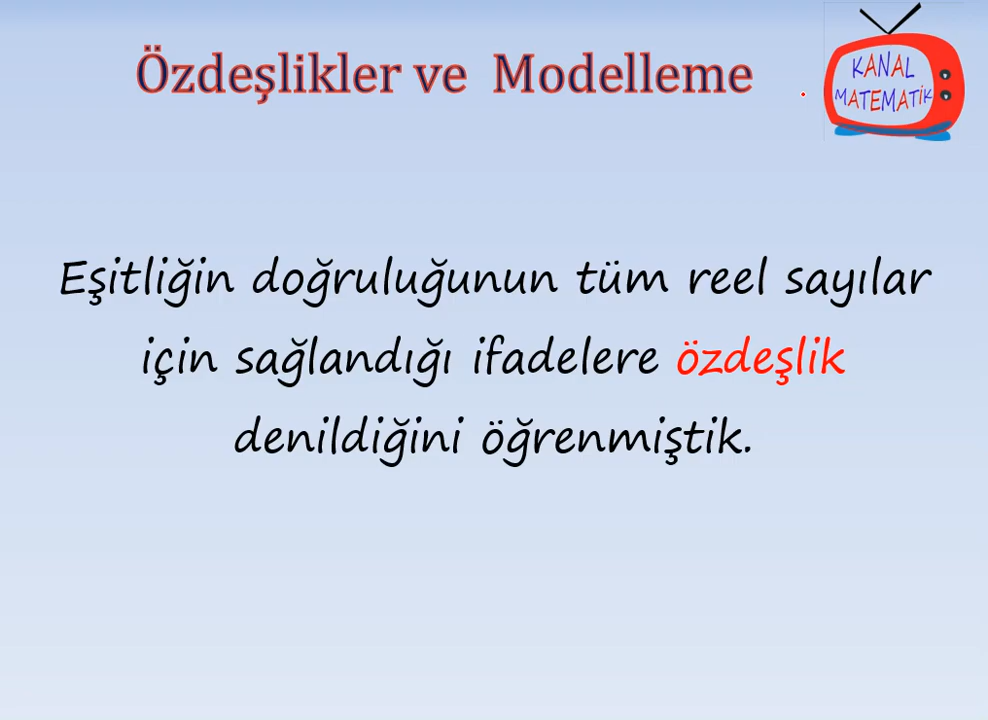 Özdeşlikler ve Modelleme
KANAL
MATEMATİK
Eşitliğin doğruluğunun tüm reel sayılar
için sağlandığı ifadelere özdeşlik
denildiğini öğrenmiştik.